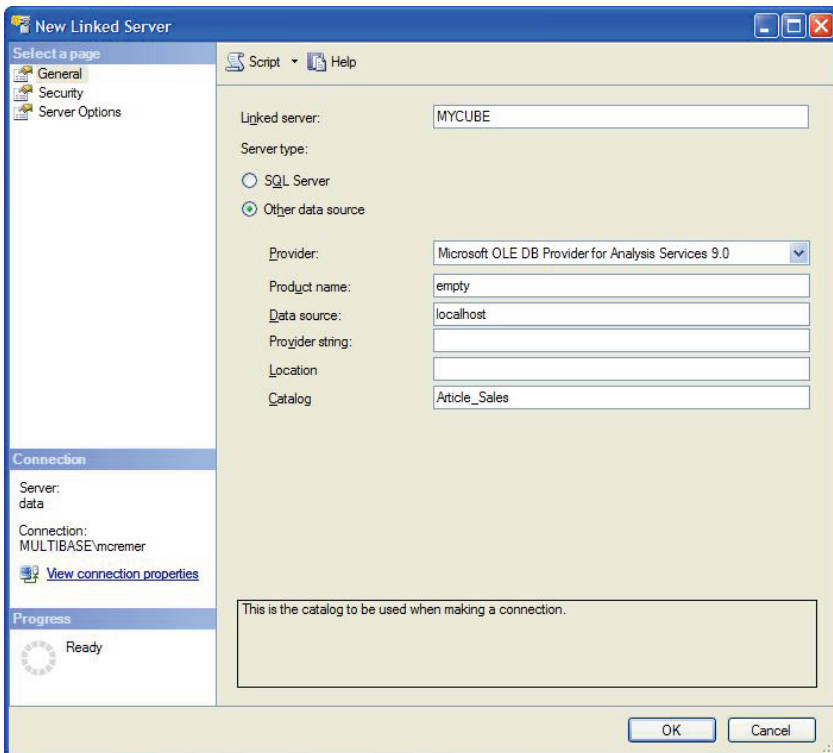 New Linked Server
Select a page
General
Security
Server Options
Script Help
Linked server: MYCUBE
Server type:
SQL Server
Other data source
Provider: Microsoft OLE DB Provider for Analysis Services 9.0
Product name: empty
Data source: localhost
Provider string:
Location
Catalog Article_Sales
Connection
Server:
data
Connection:
MULTIBASE\mcremer
View connection properties
Progress
Ready
This is the catalog to be used when making a connection.
OK Cancel